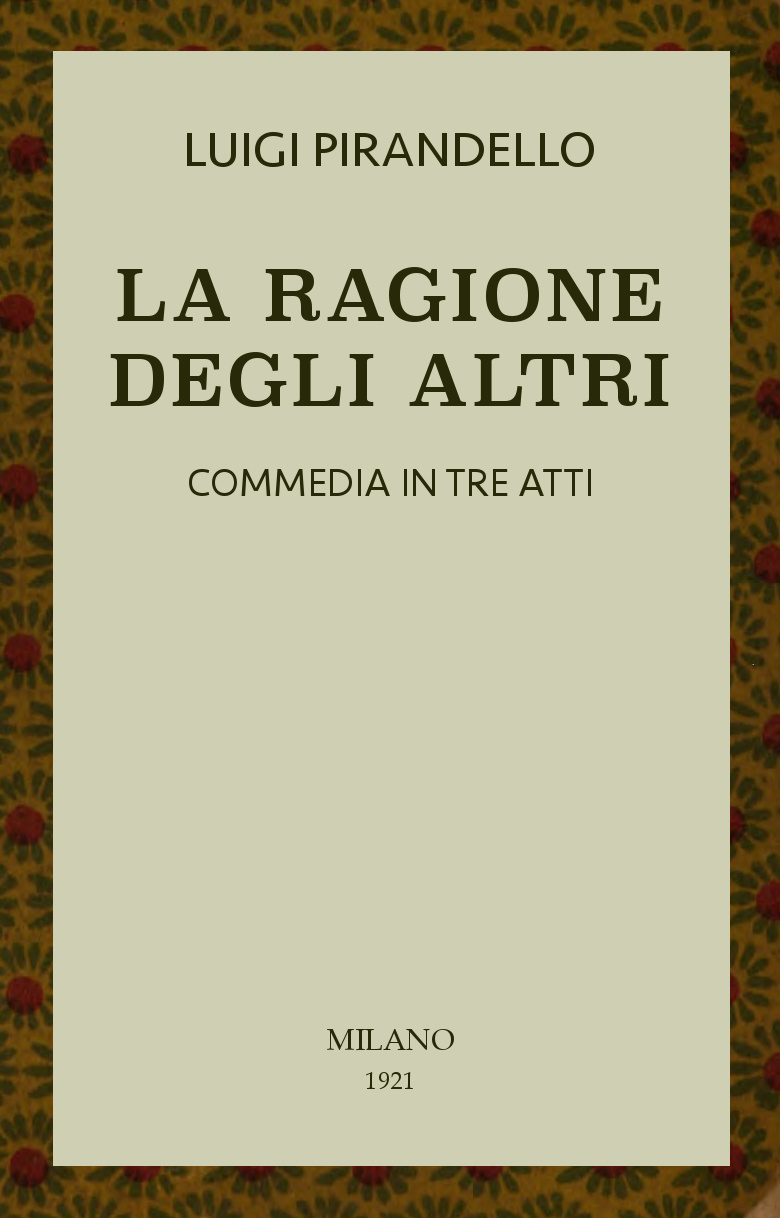 LUIGI PIRANDELLO
LA RAGIONE
DEGLI ALTRI
COMMEDIA IN TRE ATTI
MILANO
1921